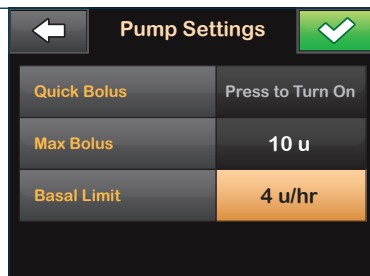 Pump Settings
Quick Bolus Press to Turn On
Max Bolus 10 u
Basal Limit 4 u/hr